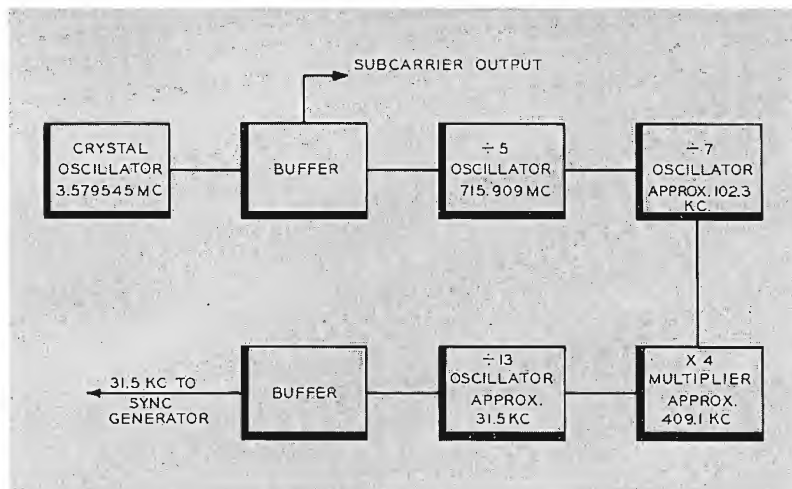 SUBCARRIER OUTPUT
CRYSTAL
OSCILLATOR
3.579545 MC
BUFFER
÷5
OSCILLATOR
715.909 MC
÷7
OSCILLATOR
APPROX. 102.3
KC.
31.5 KC TO
SYNC
GENERATOR
BUFFER
÷13
OSCILLATOR
APPROX.
31.5 KC
X 4
MULTIPLIER
APPROX.
409.1 KC